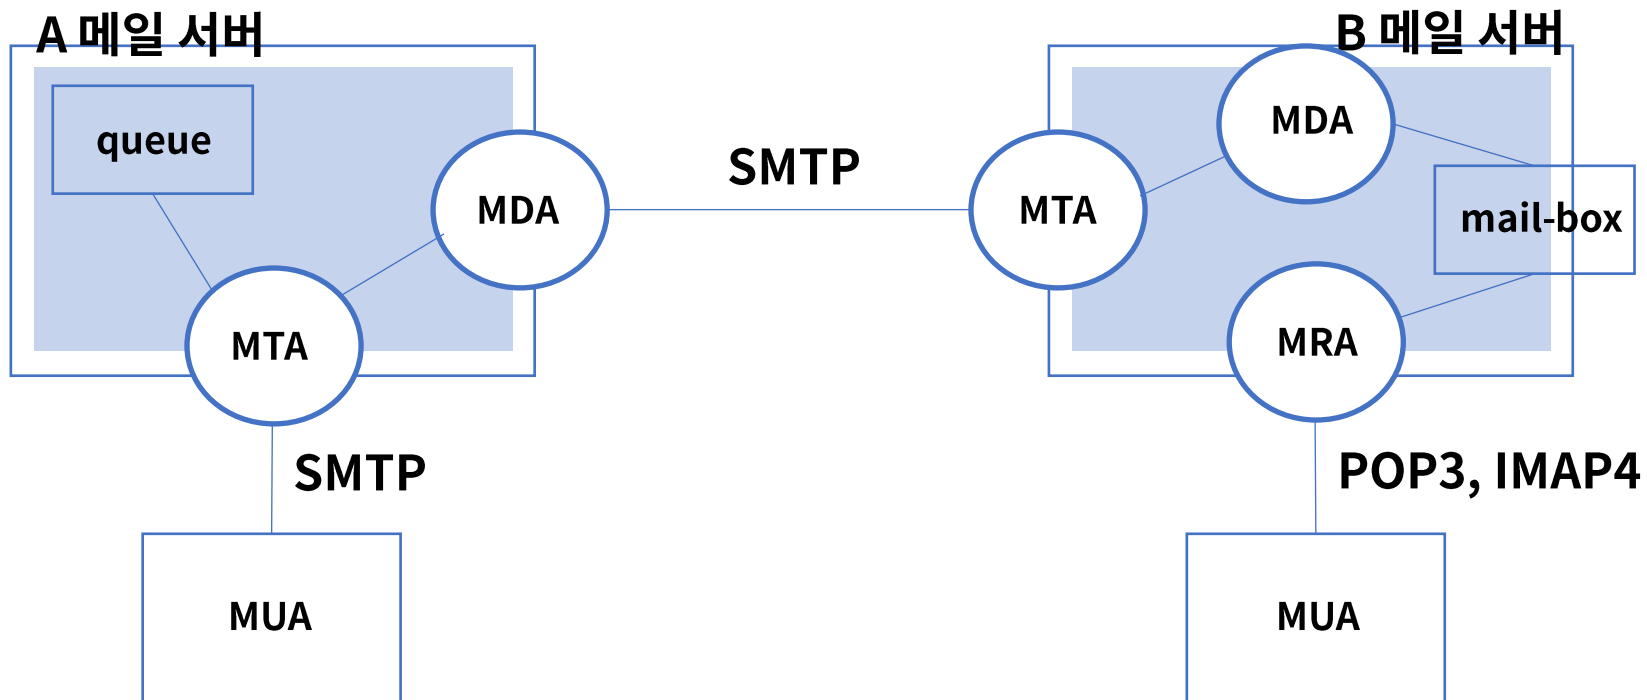 A 메일 서버
queue
MDA
MTA
SMTP
MUA
SMTP
B 메일 서버
MDA
MTA
mail-box
MRA
POP3, IMAP4
MUA